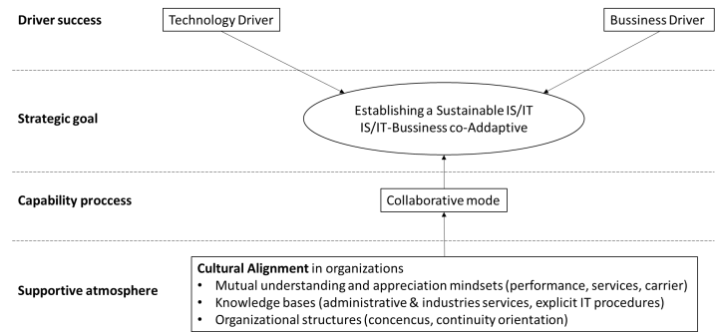 Driver success
Technology Driver
Bussiness Driver
Strategic goal
Establishing a Sustainable IS/IT
IS/IT-Bussiness co-Addaptive
Capability proccess
Collaborative mode
Supportive atmosphere
Cultural Alignment in organizations
• Mutual understanding and appreciation mindsets (performance, services, carrier)
• Knowledge bases (administrative & industries services, explicit IT procedures)
• Organizational structures (concencus, continuity orientation)